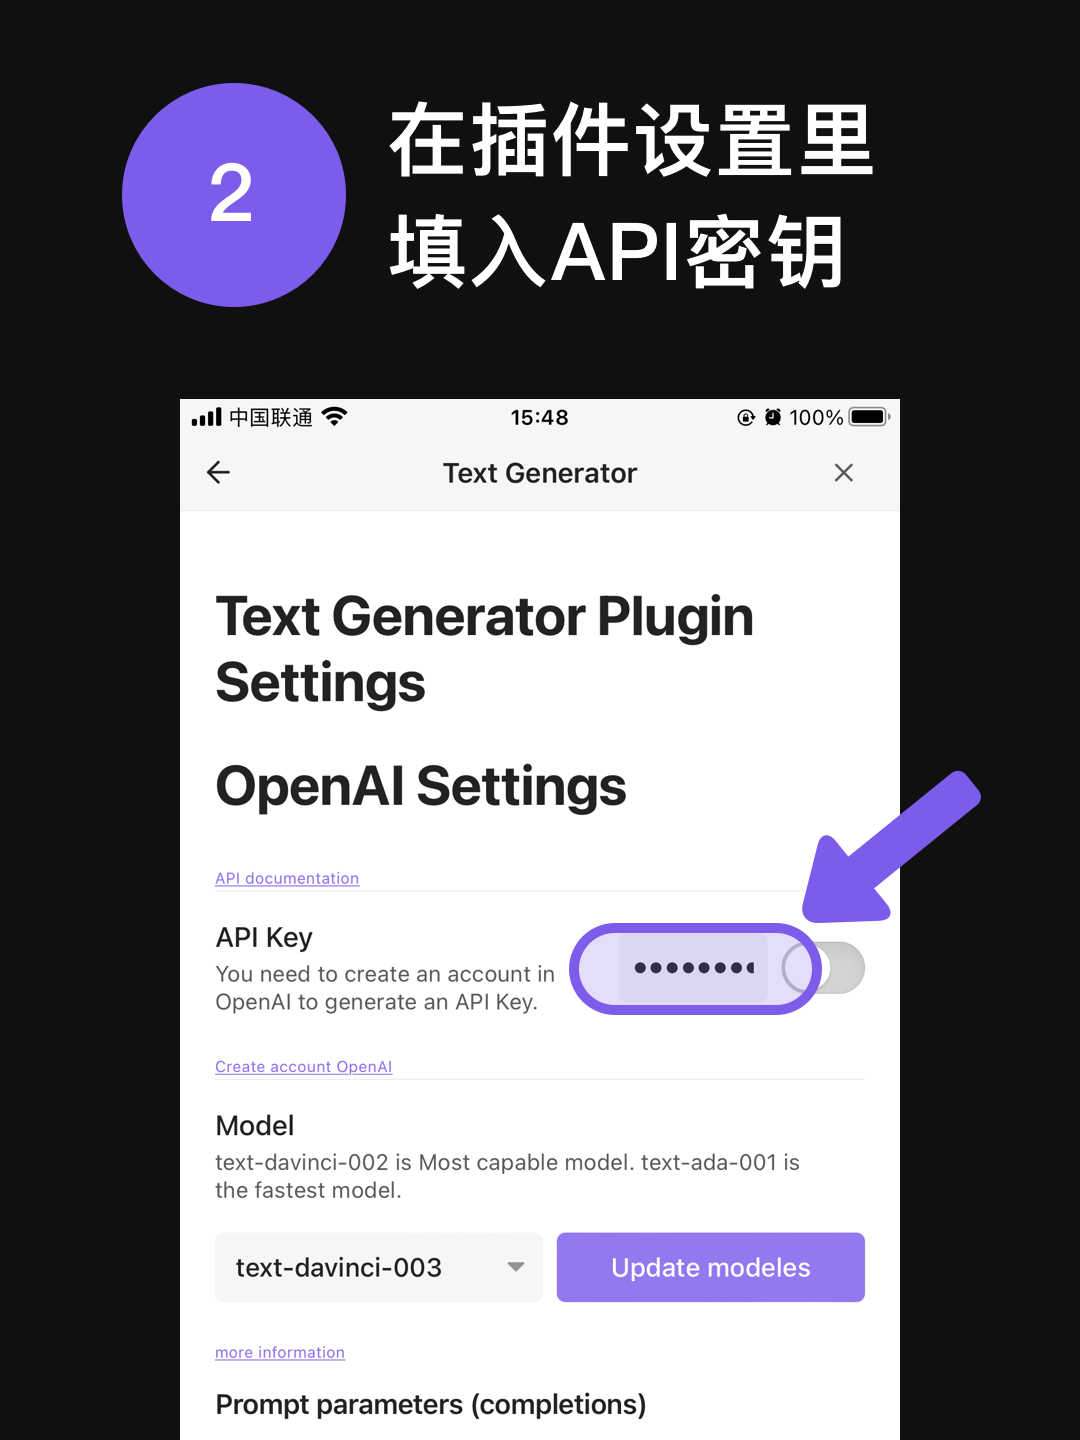 2
在插件设置里
填入API密钥
中国联通 15:48 100%
Text Generator
Text Generator Plugin
Settings
OpenAI Settings
API documentation
API Key
You need to create an account in
OpenAI to generate an API Key.
Create account OpenAI
Model
text-davinci-002 is Most capable model. text-ada-001 is
the fastest model.
text-davinci-003 Update modeles
more information
Prompt parameters (completions)